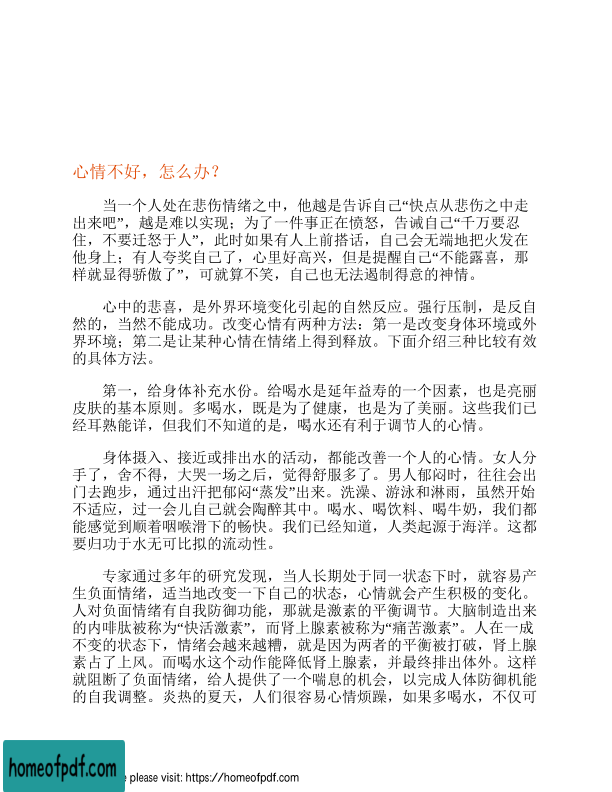 心情不好，怎么办？
当一个人处在悲伤情绪之中，他越是告诉自己“快点从悲伤之中走
出来吧”，越是难以实现；为了一件事正在愤怒，告诫自己“千万要忍
住，不要迁怒于人”，此时如果有人上前搭话，自己会无端地把火发在
他身上；有人夸奖自己了，心里好高兴，但是提醒自己“不能露喜，那
样就显得骄傲了”，可就算不笑，自己也无法遏制得意的神情。
心中的悲喜，是外界环境变化引起的自然反应。强行压制，是反自
然的，当然不能成功。改变心情有两种方法：第一是改变身体环境或外
界环境；第二是让某种心情在情绪上得到释放。下面介绍三种比较有效
的具体方法。
第一，给身体补充水份。给喝水是延年益寿的一个因素，也是亮丽
皮肤的基本原则。多喝水，既是为了健康，也是为了美丽。这些我们已
经耳熟能详，但我们不知道的是，喝水还有利于调节人的心情。
身体摄入、接近或排出水的活动，都能改善一个人的心情。女人分
手了，舍不得，大哭一场之后，觉得舒服多了。男人郁闷时，往往会出
门去跑步，通过出汗把郁闷“蒸发”出来。洗澡、游泳和淋雨，虽然开始
不适应，过一会儿自己就会陶醉其中。喝水、喝饮料、喝牛奶，我们都
能感觉到顺着咽喉滑下的畅快。我们已经知道，人类起源于海洋。这都
要归功于水无可比拟的流动性。
专家通过多年的研究发现，当人长期处于同一状态下时，就容易产
生负面情绪，适当地改变一下自己的状态，心情就会产生积极的变化。
人对负面情绪有自我防御功能，那就是激素的平衡调节。大脑制造出来
的内啡肽被称为“快活激素”，而肾上腺素被称为“痛苦激素”。人在一成
不变的状态下，情绪会越来越糟，就是因为两者的平衡被打破，肾上腺
素占了上风。而喝水这个动作能降低肾上腺素，并最终排出体外。这样
就阻断了负面情绪，给人提供了一个喘息的机会，以完成人体防御机能
的自我调整。炎热的夏天，人们很容易心情烦躁，如果多喝水，不仅可
homeofpdf.com
e please visit: https://homeofpdf.com